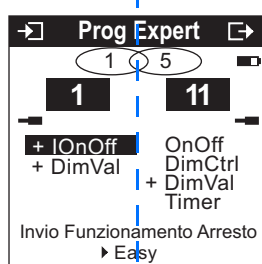 Prog Expert
1 5
1 11
+ IOnOff OnOff
+ DimVal DimCtrl
+ DimVal
Timer
Invio Funzionamento Arresto
Easy